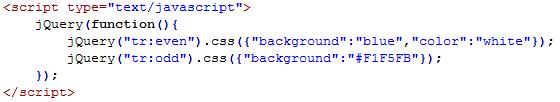 <script type="text/javascript">
    jQuery(function(){
        jQuery("tr:even").css({"background":"blue","color":"white"});
        jQuery("tr:odd").css({"background":"#F1F5FB"});
    });
</script>